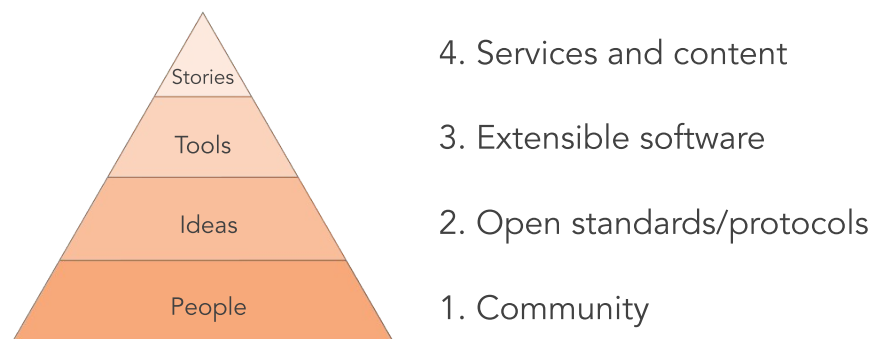 Stories
4. Services and content
Tools
3. Extensible software
Ideas
2. Open standards/protocols
People
1. Community